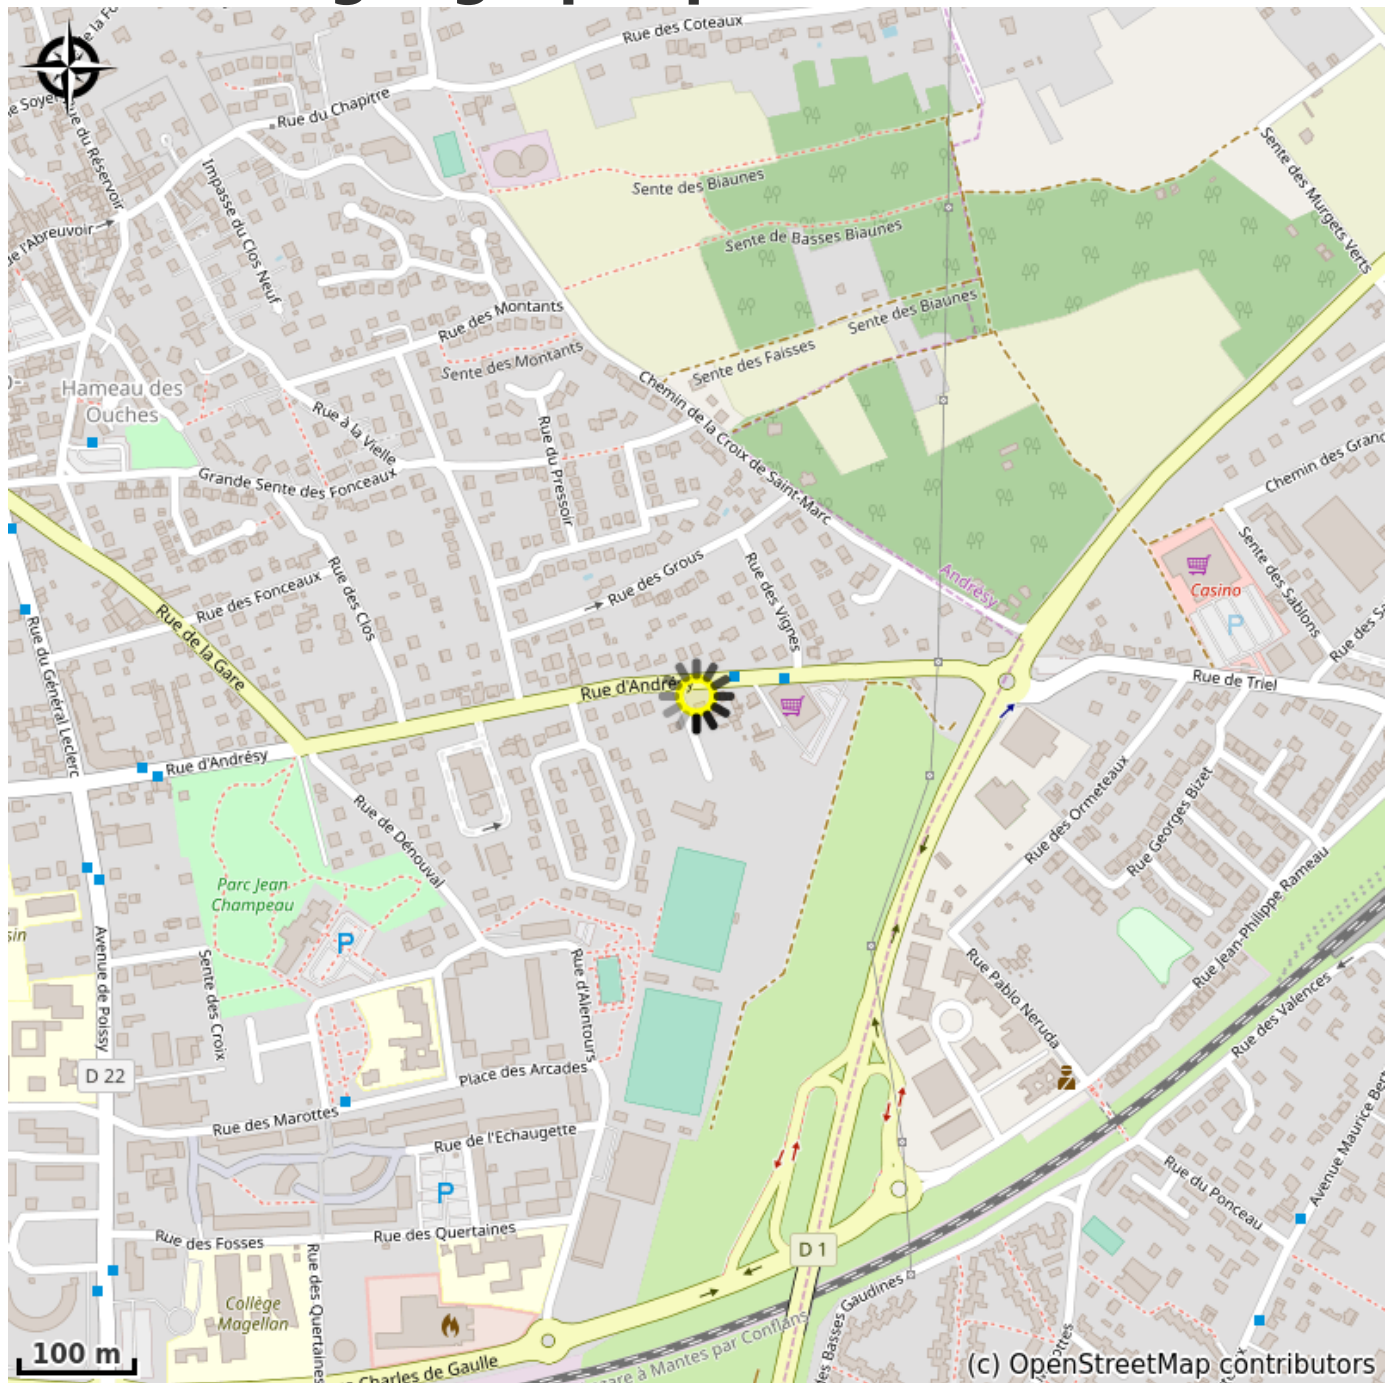 Rue des Coteaux
Rue du Chapitre
Rue du Réservoir
Impasse du Clos Neuf
Sente des Biaunes
Sente de Basses Biaunes
Sente des Murgets Verts
l'Abreuvoir
Rue des Montants
Sente des Biaunes
Sente des Montants
Sente des Faisses
Hameau des
Ouches
Chemin de la Croix de Saint-Marc
Rue à la Vielle
Rue du Pressoir
Grande Sente des Fonceaux
Chemin des
Sente des Sablons
Rue des Grous
Rue des Vignes
Andrésy
Casino
P
Rue des Fonceaux
Rue des Clos
Rue de la Gare
Rue du Général Leclerc
Rue des
Rue d'Andrésy
Rue de Triel
Rue d'Andrésy
Rue de Dénouval
Rue des Ormeteaux
Rue Georges Bizet
Rue Jean-Philippe Rameau
Parc Jean
Champeau
P
Avenue de Poissy
Sente des Croix
Rue d'Alentours
Rue Pablo Neruda
Rue des Valences
D 22
Place des Arcades
Rue des Marottes
Rue de l'Echaugette
Avenue Maurice
P
Rue du Ponceau
Rue des Fosses
Rue des Quertaines
Rue des Quertaines
D 1
Collège
Magellan
Basses Gaudines
Charles de Gaulle
à Mantes par Conflans
100 m
(c) OpenStreetMap contributors